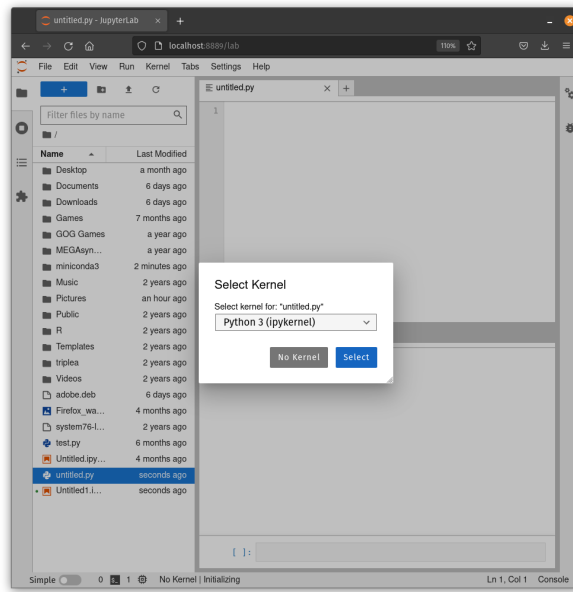 untitled.py - JupyterLab
localhost:8889/lab
110%
File Edit View Run Kernel Tabs Settings Help
untitled.py
Filter files by name
1
/
Name Last Modified
Desktop a month ago
Documents 6 days ago
Downloads 6 days ago
Games 7 months ago
GOG Games a year ago
MEGAsyn... a year ago
miniconda3 2 minutes ago
Music 2 years ago
Pictures an hour ago
Public 2 years ago
R 2 years ago
Templates 2 years ago
triplea 2 years ago
Videos 2 years ago
adobe.deb 6 days ago
Firefox_wa... 4 months ago
system76-l... 2 years ago
test.py 6 months ago
Untitled.ipy... 4 months ago
untitled.py seconds ago
Untitled1.i... seconds ago
Select Kernel
Select kernel for: "untitled.py"
Python 3 (ipykernel)
No Kernel Select
[ ]:
Simple 0 1 No Kernel | Initializing Ln 1, Col 1 Console